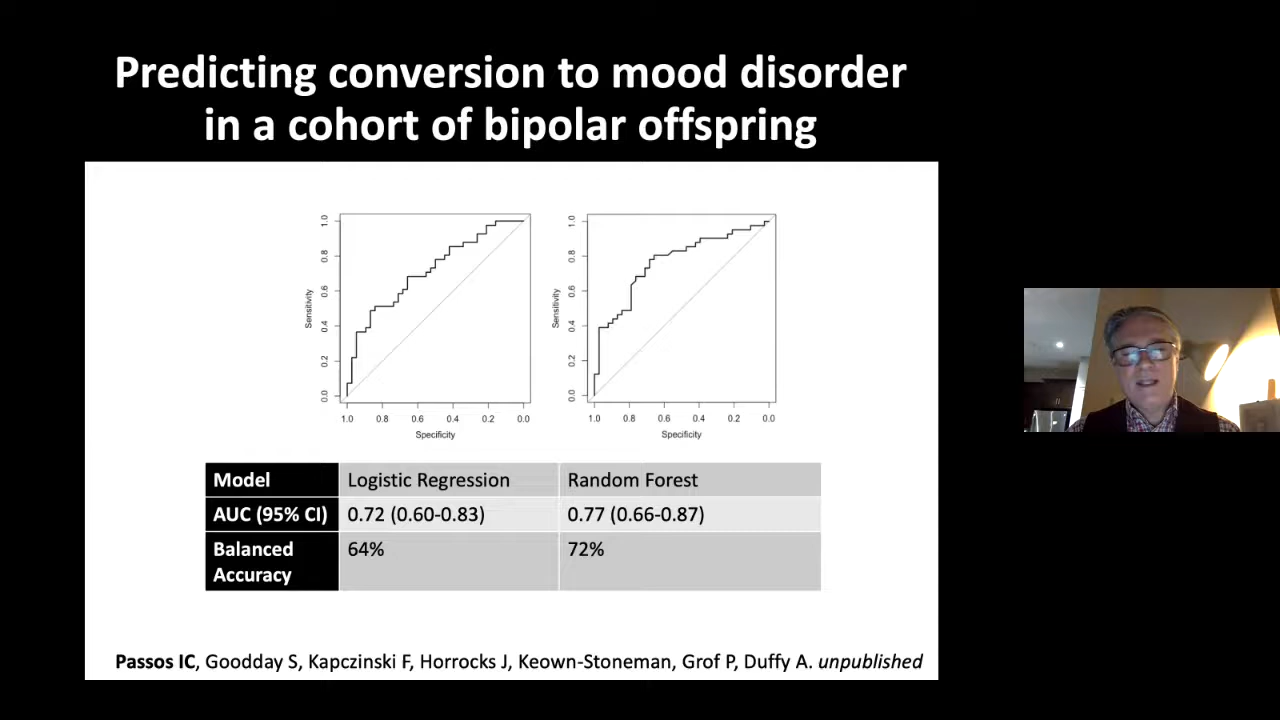 Predicting conversion to mood disorder
in a cohort of bipolar offspring
Sensitivity
1.0
0.8
0.6
0.4
0.2
0.0
1.0 0.8 0.6 0.4 0.2 0.0
Specificity
Sensitivity
1.0
0.8
0.6
0.4
0.2
0.0
1.0 0.8 0.6 0.4 0.2 0.0
Specificity
Model Logistic Regression Random Forest
AUC (95% CI) 0.72 (0.60-0.83) 0.77 (0.66-0.87)
Balanced 64% 72%
Accuracy
Passos IC, Goodday S, Kapczinski F, Horrocks J, Keown-Stoneman, Grof P, Duffy A. unpublished